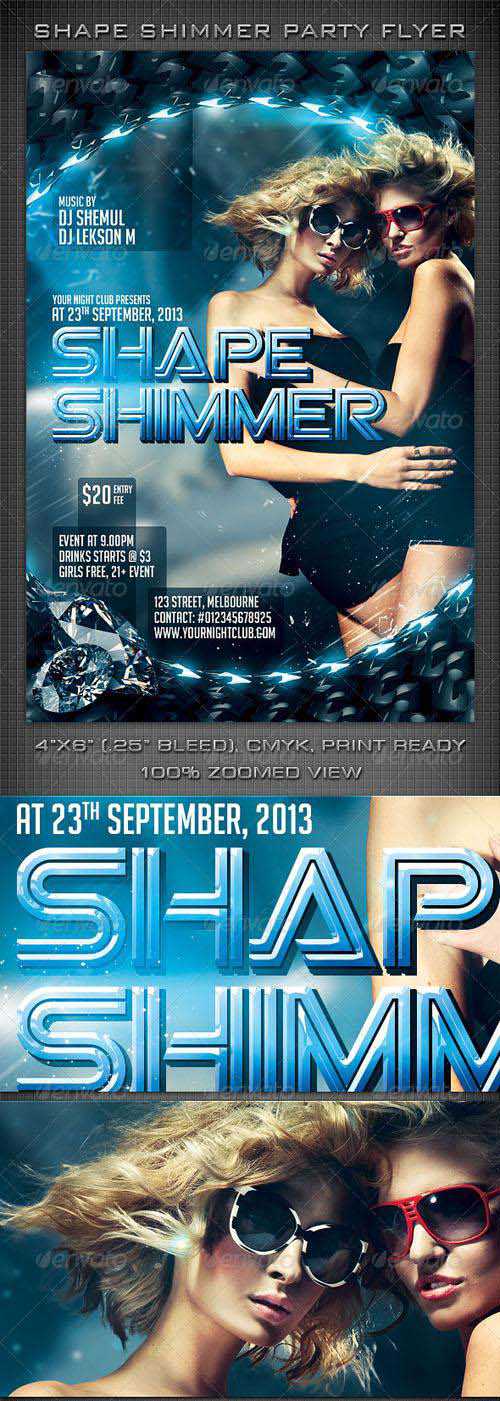 SHAPE SHIMMER PARTY FLYER
MUSIC BY
DJ SHEMUL
DJ LEKSON M
YOUR NIGHT CLUB PRESENTS
AT 23TH SEPTEMBER, 2013
SHAPE
SHIMMER
$20 ENTRY FEE
EVENT AT 9.00PM
DRINKS STARTS @ $3
GIRLS FREE, 21+ EVENT
123 STREET, MELBOURNE
CONTACT: #012345678925
WWW.YOURNIGHTCLUB.COM
4"X6" (.25" BLEED), CMYK, PRINT READY
100% ZOOMED VIEW
AT 23TH SEPTEMBER, 2013
SHAP
SHIMM
envato